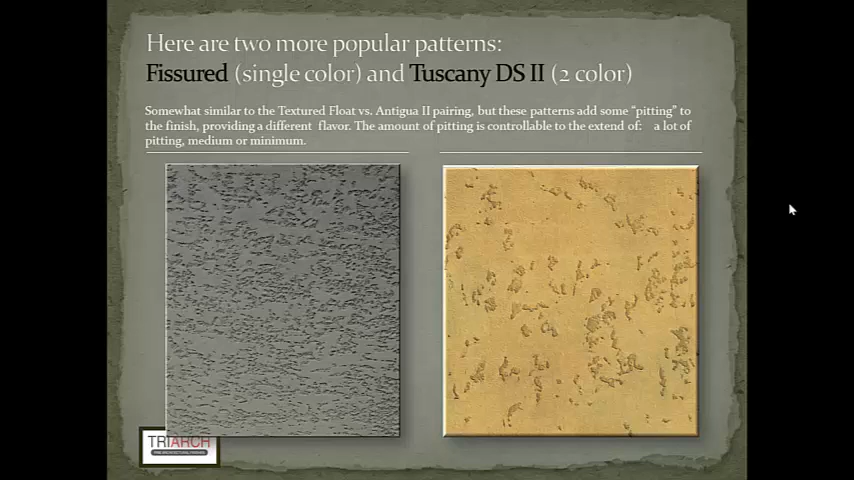 Here are two more popular patterns:
Fissured (single color) and Tuscany DS II (2 color)
Somewhat similar to the Textured Float vs. Antigua II pairing, but these patterns add some “pitting” to
the finish, providing a different flavor. The amount of pitting is controllable to the extend of: a lot of
pitting, medium or minimum.
TRIARCH